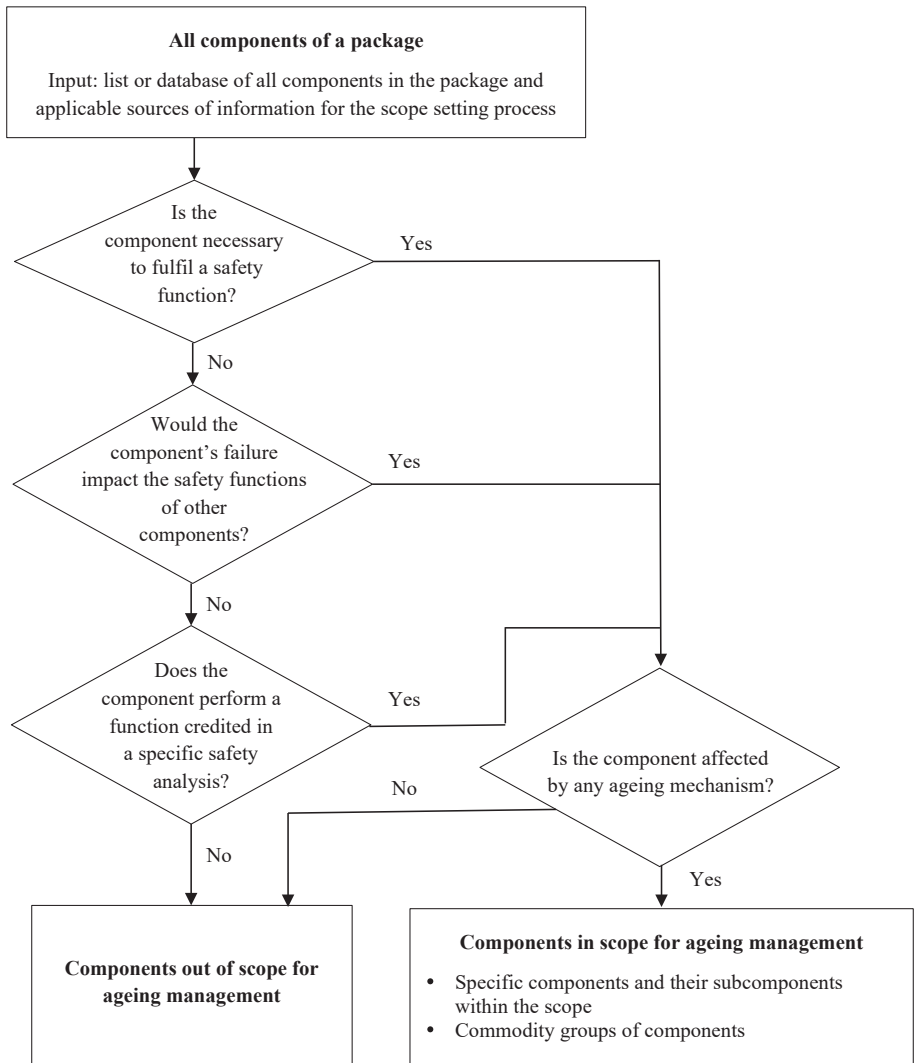 All components of a package
Input: list or database of all components in the package and
applicable sources of information for the scope setting process
Is the
component necessary
to fulfil a safety
function?
Yes
No
Would the
component’s failure
impact the safety functions
of other
components?
Yes
No
Does the
component perform a
function credited in
a specific safety
analysis?
Yes
No
Is the component affected
by any ageing mechanism?
No
Yes
Components out of scope for
ageing management
Components in scope for ageing management
• Specific components and their subcomponents
within the scope
• Commodity groups of components